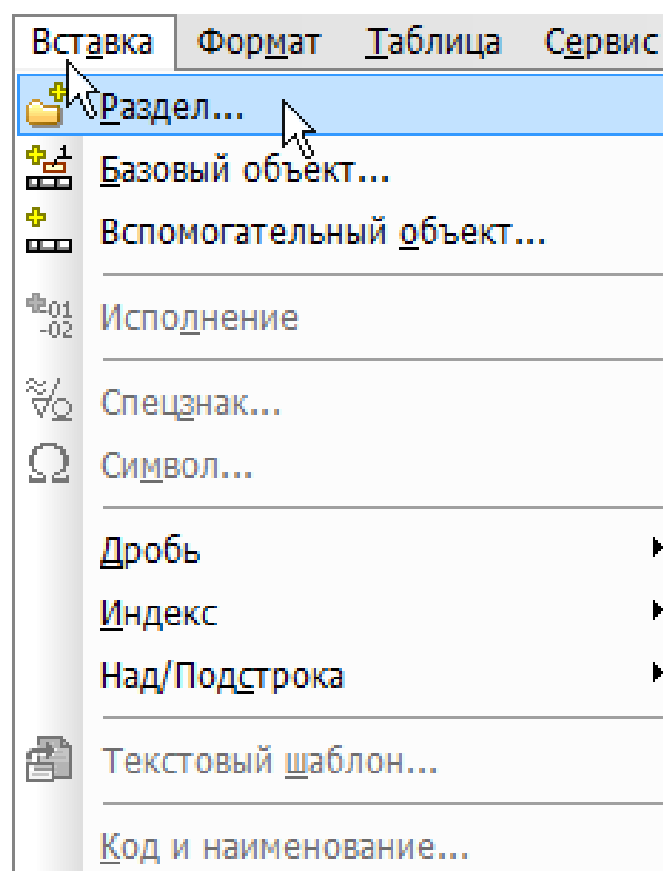 Вставка Формат Таблица Сервис
Раздел...
Базовый объект...
Вспомогательный объект...
Исполнение
Спецзнак...
Символ...
Дробь
Индекс
Над/Подстрока
Текстовый шаблон...
Код и наименование...